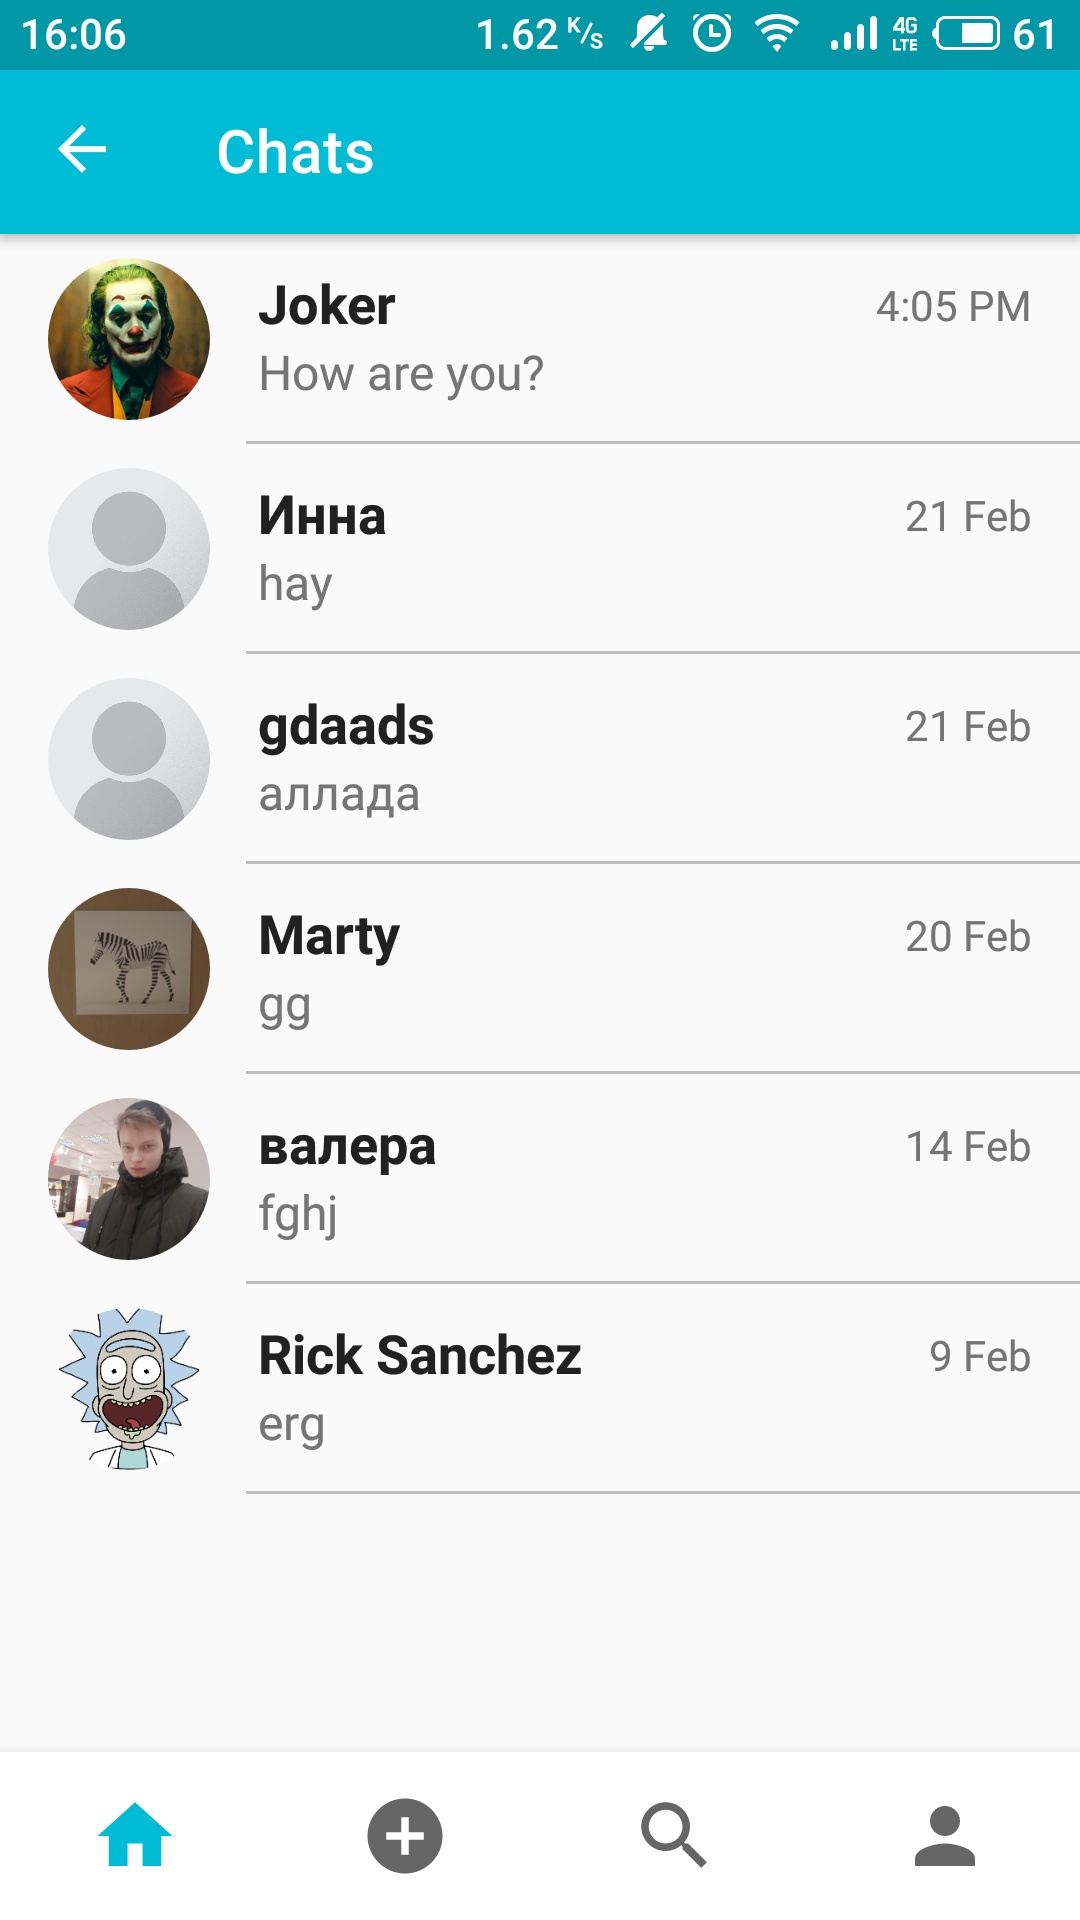 16:06 1.62 K/s 4G LTE 61
Chats
Joker 4:05 PM
How are you?
Инна 21 Feb
hay
gdaads 21 Feb
аллада
Marty 20 Feb
gg
валера 14 Feb
fghj
Rick Sanchez 9 Feb
erg